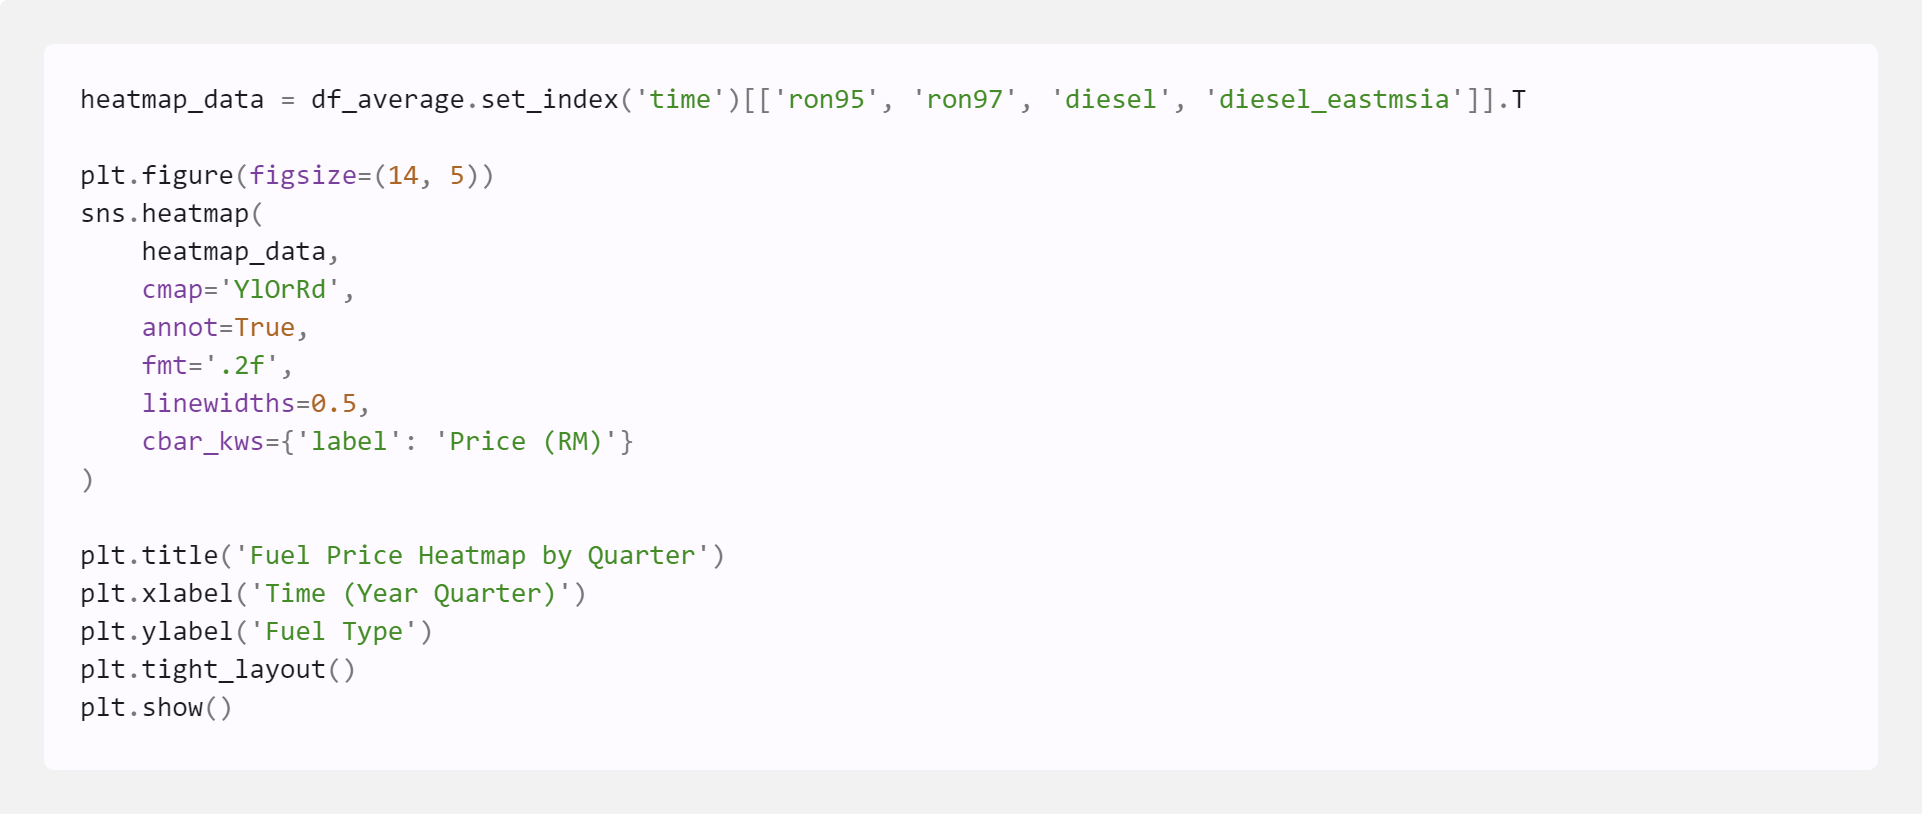 heatmap_data = df_average.set_index('time')[['ron95', 'ron97', 'diesel', 'diesel_eastmsia']].T

plt.figure(figsize=(14, 5))
sns.heatmap(
    heatmap_data,
    cmap='YlOrRd',
    annot=True,
    fmt='.2f',
    linewidths=0.5,
    cbar_kws={'label': 'Price (RM)'}
)

plt.title('Fuel Price Heatmap by Quarter')
plt.xlabel('Time (Year Quarter)')
plt.ylabel('Fuel Type')
plt.tight_layout()
plt.show()